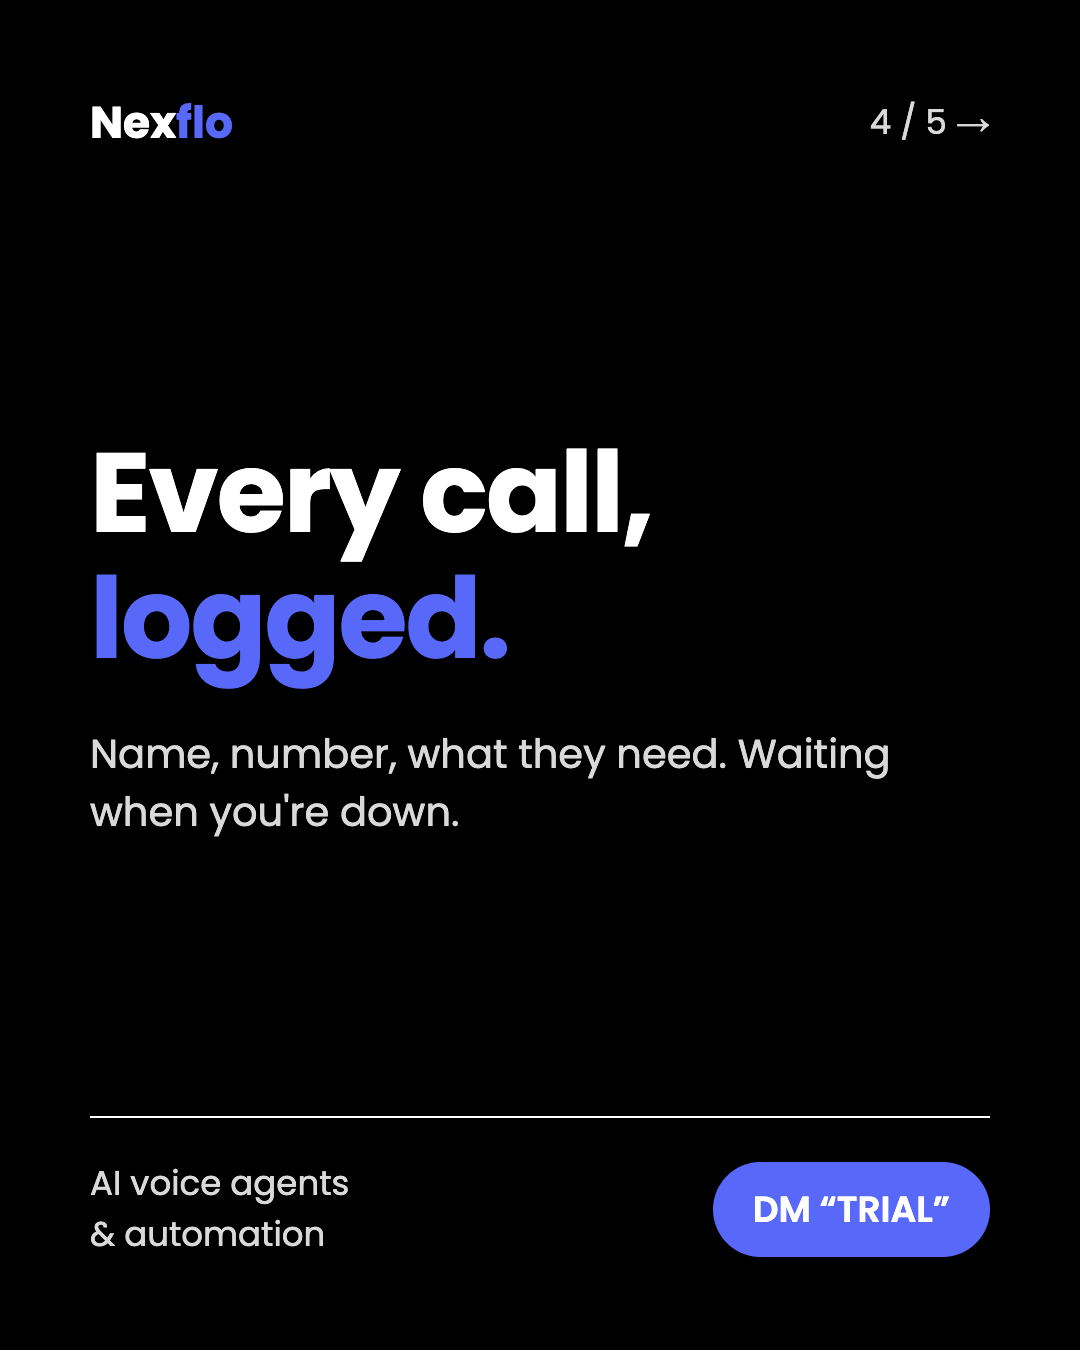 Nexflo
4 / 5 →
Every call,
logged.
Name, number, what they need. Waiting
when you're down.
AI voice agents
& automation
DM “TRIAL”